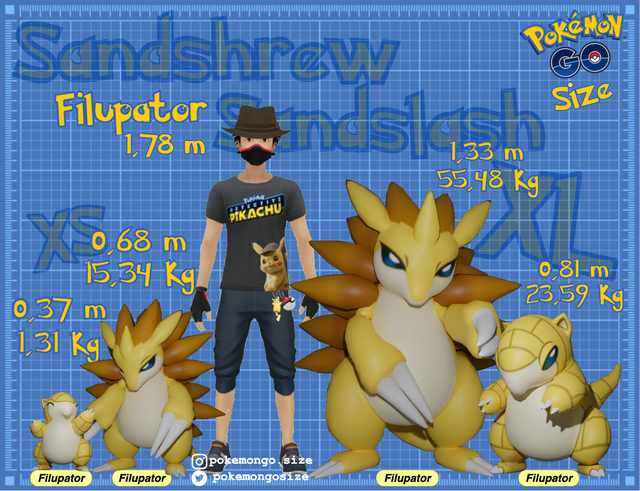 Sandshrew
Sandslash
POKéMON
GO
Size
Filupator
1,78 m
1,33 m
55,48 Kg
XS
XL
POKéMON
DETECTIVE
PIKACHU
0,68 m
15,34 Kg
0,81 m
23,59 Kg
0,37 m
1,31 Kg
pokemongo.size
pokemongosize
Filupator
Filupator
Filupator
Filupator